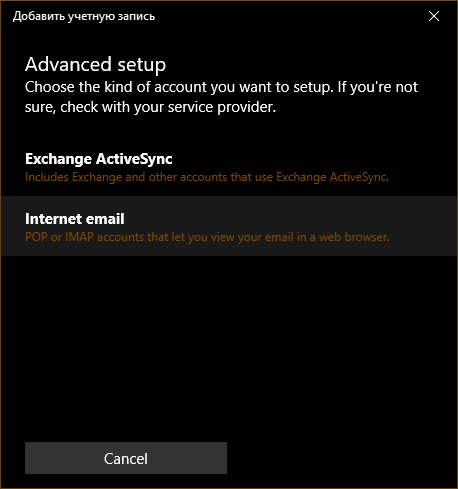 Добавить учетную запись
Advanced setup
Choose the kind of account you want to setup. If you're not
sure, check with your service provider.
Exchange ActiveSync
Includes Exchange and other accounts that use Exchange ActiveSync.
Internet email
POP or IMAP accounts that let you view your email in a web browser.
Cancel